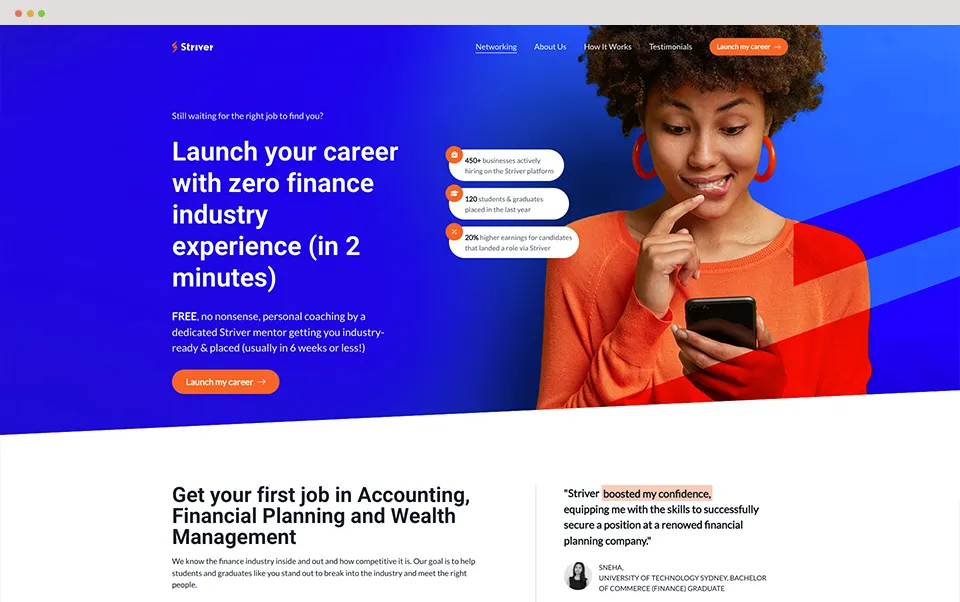 Striver
Networking
About Us
How It Works
Testimonials
Launch my career →
Still waiting for the right job to find you?
Launch your career
with zero finance
industry
experience (in 2
minutes)
450+ businesses actively
hiring on the Striver platform
120 students & graduates
placed in the last year
20% higher earnings for candidates
that landed a role via Striver
FREE, no nonsense, personal coaching by a
dedicated Striver mentor getting you industry-
ready & placed (usually in 6 weeks or less!)
Launch my career →
Get your first job in Accounting,
Financial Planning and Wealth
Management
We know the finance industry inside and out and how competitive it is. Our goal is to help
students and graduates like you stand out to break into the industry and meet the right
people.
"Striver boosted my confidence,
equipping me with the skills to successfully
secure a position at a renowed financial
planning company."
SNEHA,
UNIVERSITY OF TECHNOLOGY SYDNEY, BACHELOR
OF COMMERCE (FINANCE) GRADUATE